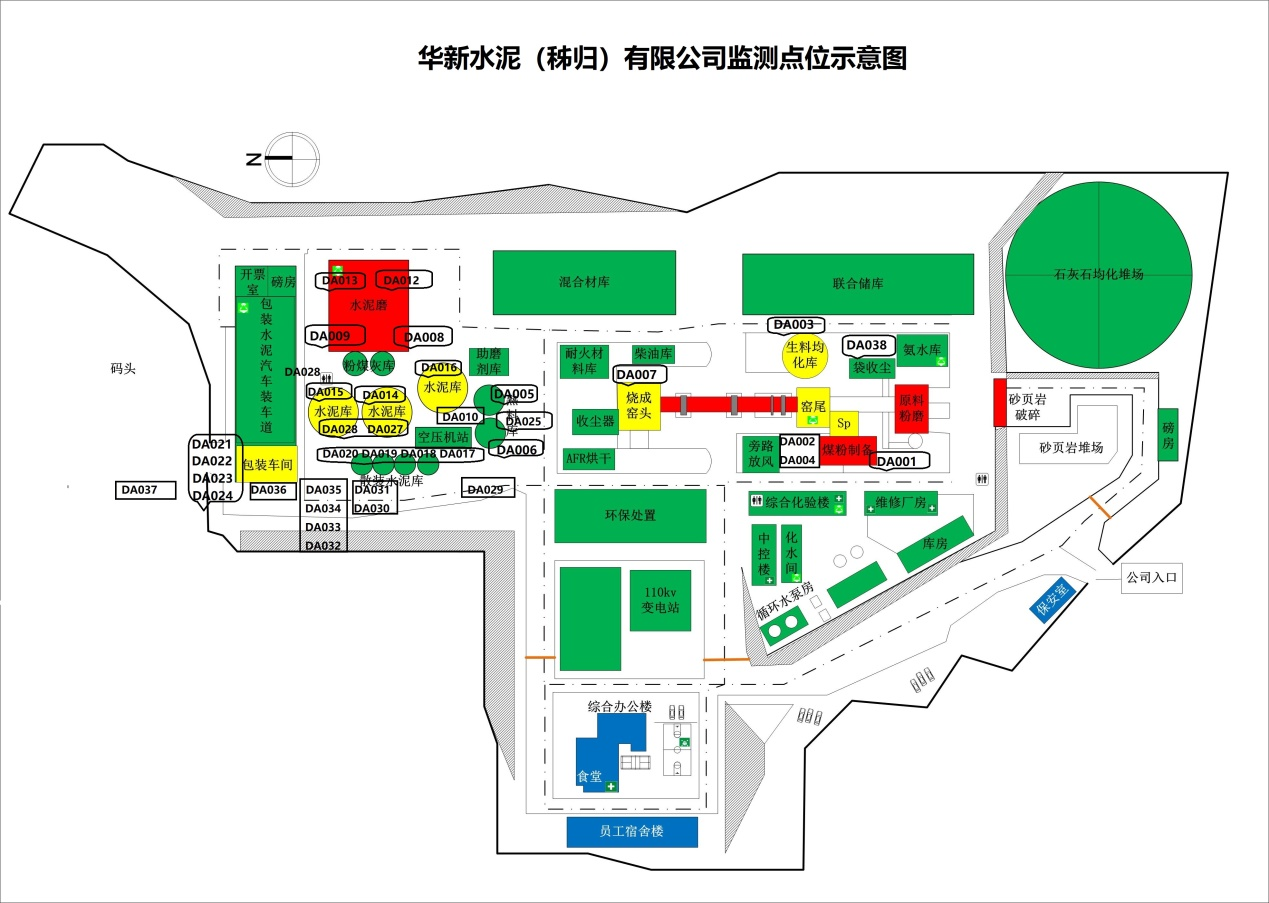 华新水泥（秭归）有限公司监测点位示意图
N
码头
开票室
磅房
包装水泥汽车装车道
包装车间
DA013
DA012
水泥磨
DA009
DA008
粉煤灰库
DA028
DA015
DA014
DA016
水泥库
水泥库
水泥库
DA028
DA027
助磨剂库
DA005
DA010
DA025
DA006
空压机站
DA020
DA019
DA018
DA017
散装水泥库
DA021
DA022
DA023
DA024
DA037
DA036
DA035
DA034
DA033
DA032
DA031
DA030
DA029
混合材库
联合储库
石灰石均化堆场
耐火材料库
柴油库
DA007
烧成窑头
收尘器
AFR烘干
DA003
生料均化库
DA038
袋收尘
氨水库
窑尾
Sp
原料粉磨
旁路放风
DA002
DA004
煤粉制备
DA001
砂页岩破碎
砂页岩堆场
磅房
环保处置
综合化验楼
维修厂房
中控楼
化水间
库房
循环水泵房
110kv
变电站
公司入口
保安室
综合办公楼
食堂
员工宿舍楼